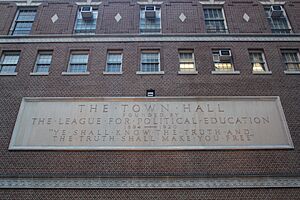 THE · TOWN · HALL
FOUNDED BY
THE · LEAGUE · FOR · POLITICAL · EDUCATION
"YE · SHALL · KNOW · THE · TRUTH · AND
THE · TRUTH · SHALL · MAKE · YOU · FREE"